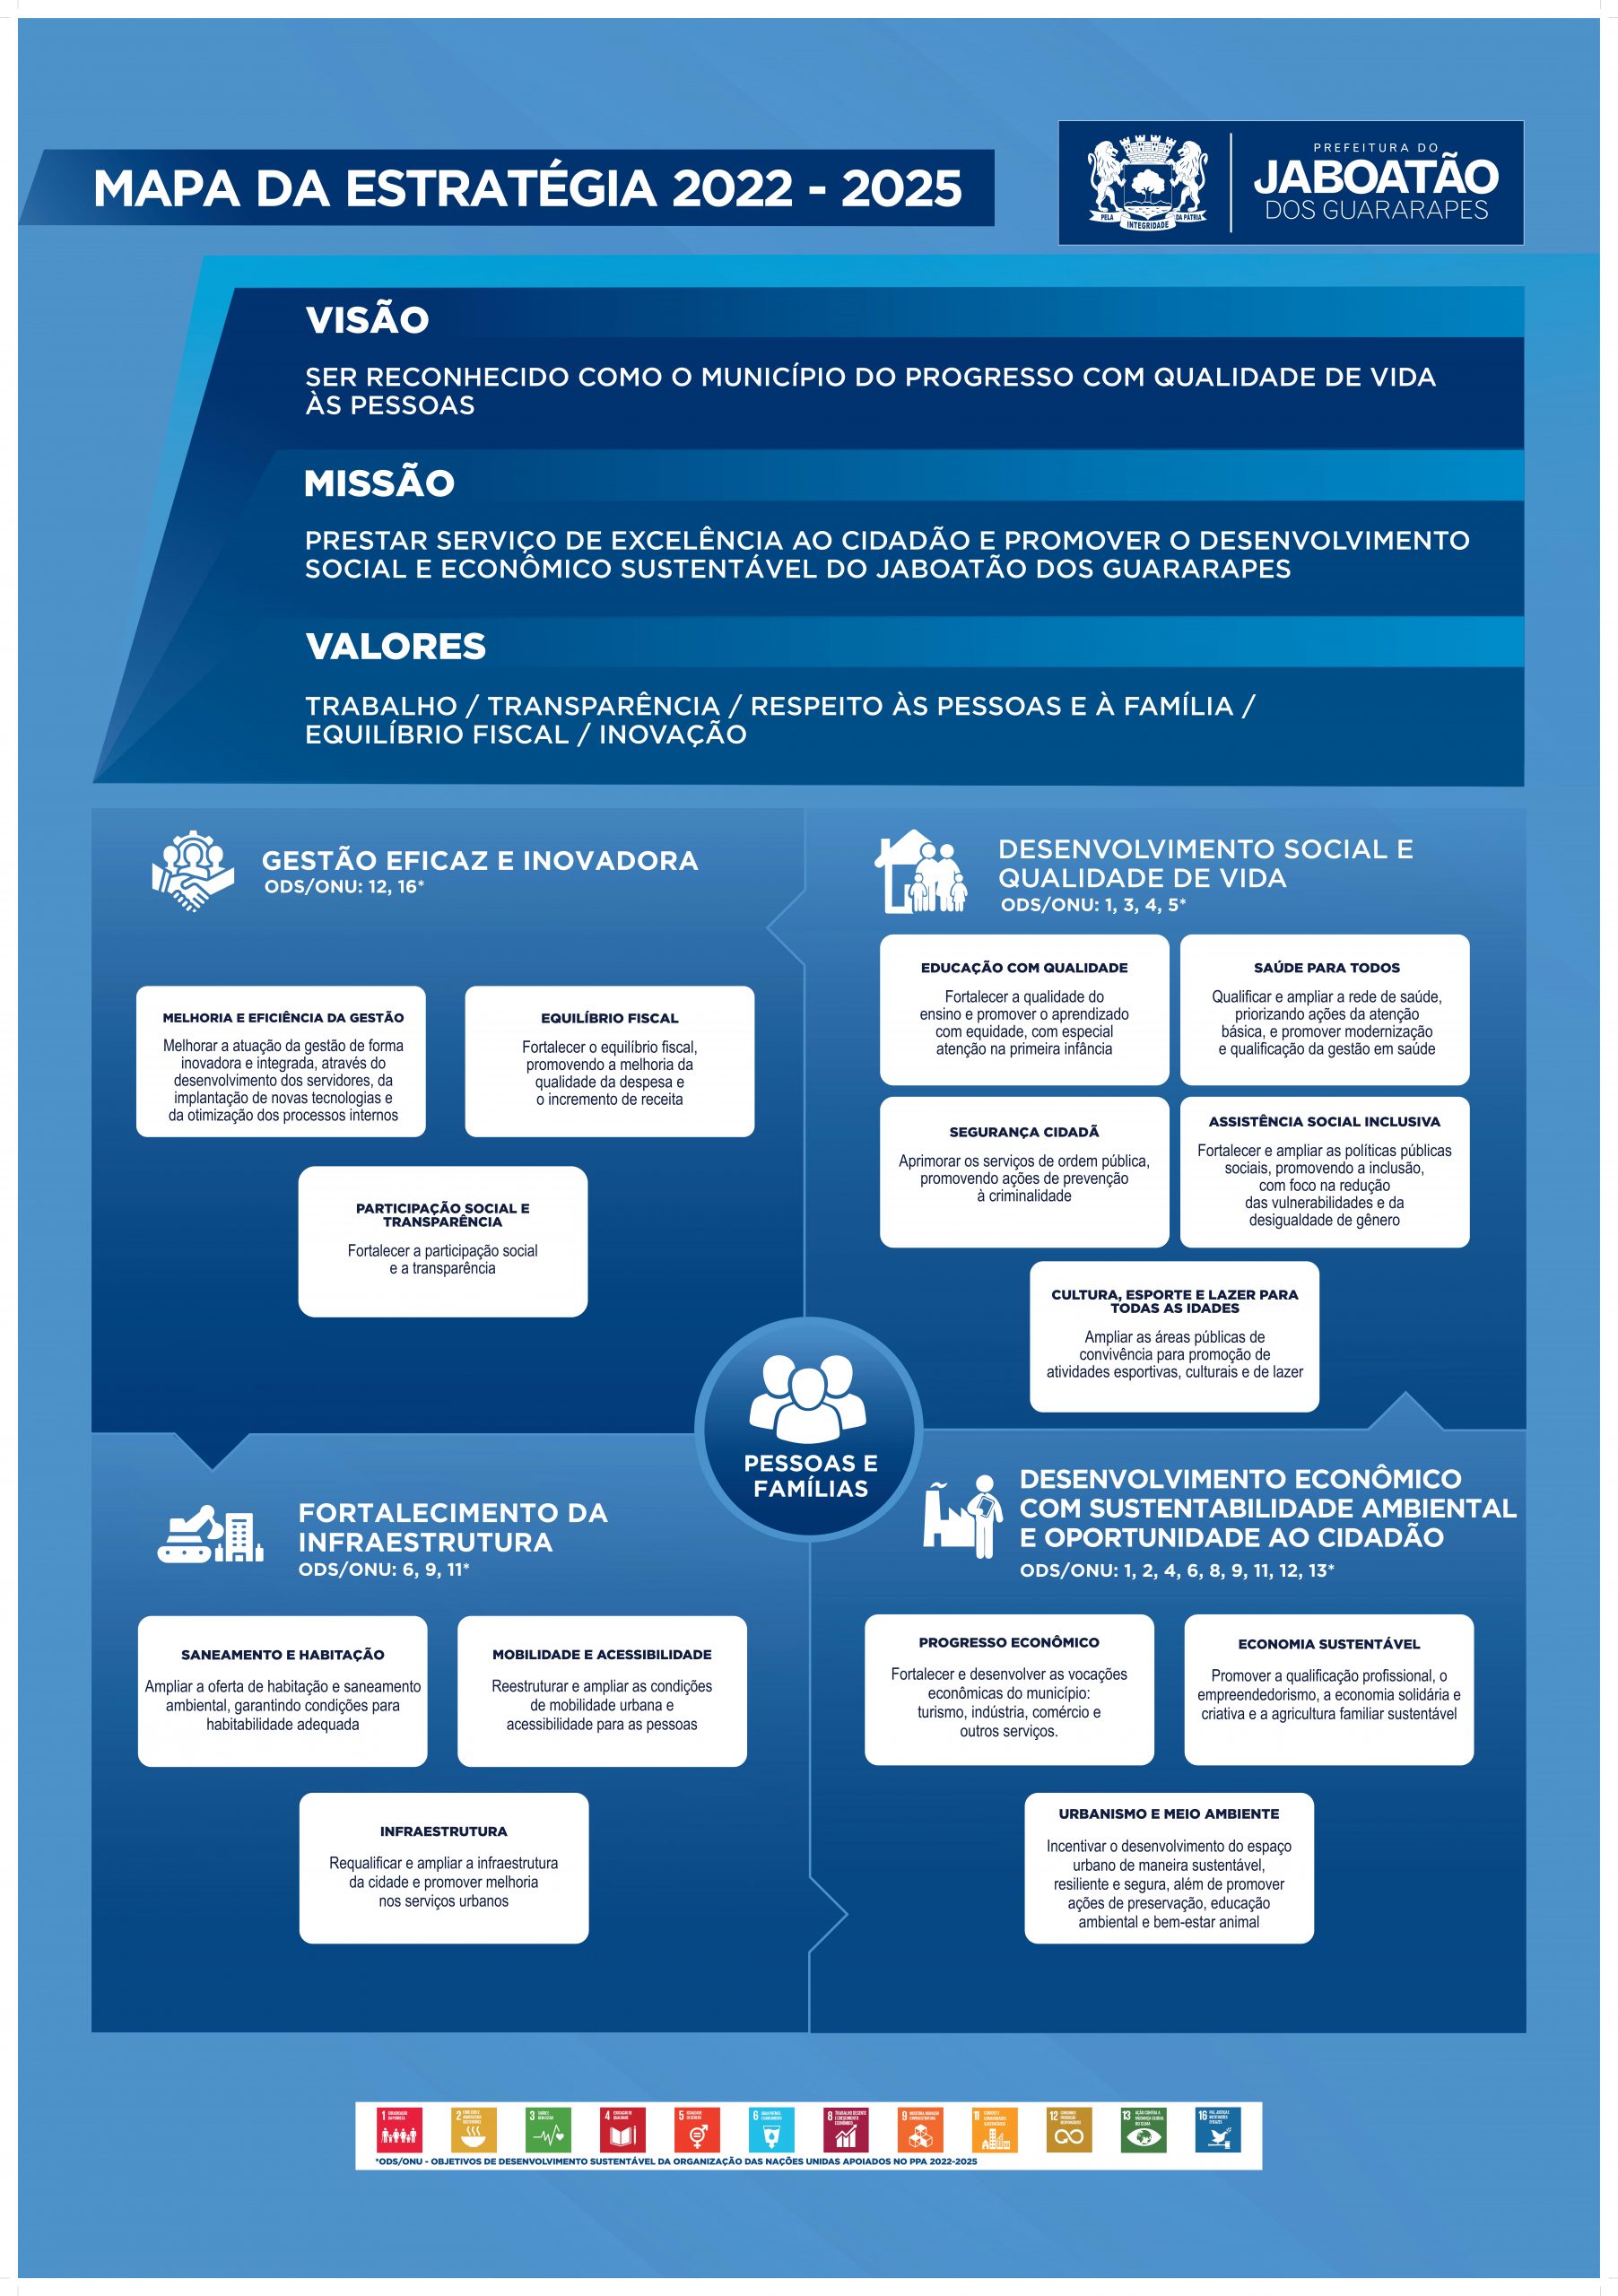 MAPA DA ESTRATÉGIA 2022 - 2025
PREFEITURA DO
JABOATÃO
DOS GUARARAPES
PELA INTEGRIDADE DA PATRIA
VISÃO
SER RECONHECIDO COMO O MUNICÍPIO DO PROGRESSO COM QUALIDADE DE VIDA
ÀS PESSOAS
MISSÃO
PRESTAR SERVIÇO DE EXCELÊNCIA AO CIDADÃO E PROMOVER O DESENVOLVIMENTO
SOCIAL E ECONÔMICO SUSTENTÁVEL DO JABOATÃO DOS GUARARAPES
VALORES
TRABALHO / TRANSPARÊNCIA / RESPEITO ÀS PESSOAS E À FAMÍLIA /
EQUILÍBRIO FISCAL / INOVAÇÃO
GESTÃO EFICAZ E INOVADORA
ODS/ONU: 12, 16*
MELHORIA E EFICIÊNCIA DA GESTÃO
Melhorar a atuação da gestão de forma
inovadora e integrada, através do
desenvolvimento dos servidores, da
implantação de novas tecnologias e
da otimização dos processos internos
EQUILÍBRIO FISCAL
Fortalecer o equilíbrio fiscal,
promovendo a melhoria da
qualidade da despesa e
o incremento de receita
PARTICIPAÇÃO SOCIAL E
TRANSPARÊNCIA
Fortalecer a participação social
e a transparência
DESENVOLVIMENTO SOCIAL E
QUALIDADE DE VIDA
ODS/ONU: 1, 3, 4, 5*
EDUCAÇÃO COM QUALIDADE
Fortalecer a qualidade do
ensino e promover o aprendizado
com equidade, com especial
atenção na primeira infância
SAÚDE PARA TODOS
Qualificar e ampliar a rede de saúde,
priorizando ações da atenção
básica, e promover modernização
e qualificação da gestão em saúde
SEGURANÇA CIDADÃ
Aprimorar os serviços de ordem pública,
promovendo ações de prevenção
à criminalidade
ASSISTÊNCIA SOCIAL INCLUSIVA
Fortalecer e ampliar as políticas públicas
sociais, promovendo a inclusão,
com foco na redução
das vulnerabilidades e da
desigualdade de gênero
CULTURA, ESPORTE E LAZER PARA
TODAS AS IDADES
Ampliar as áreas públicas de
convivência para promoção de
atividades esportivas, culturais e de lazer
PESSOAS E
FAMÍLIAS
FORTALECIMENTO DA
INFRAESTRUTURA
ODS/ONU: 6, 9, 11*
SANEAMENTO E HABITAÇÃO
Ampliar a oferta de habitação e saneamento
ambiental, garantindo condições para
habitabilidade adequada
MOBILIDADE E ACESSIBILIDADE
Reestruturar e ampliar as condições
de mobilidade urbana e
acessibilidade para as pessoas
INFRAESTRUTURA
Requalificar e ampliar a infraestrutura
da cidade e promover melhoria
nos serviços urbanos
DESENVOLVIMENTO ECONÔMICO
COM SUSTENTABILIDADE AMBIENTAL
E OPORTUNIDADE AO CIDADÃO
ODS/ONU: 1, 2, 4, 6, 8, 9, 11, 12, 13*
PROGRESSO ECONÔMICO
Fortalecer e desenvolver as vocações
econômicas do município:
turismo, indústria, comércio e
outros serviços.
ECONOMIA SUSTENTÁVEL
Promover a qualificação profissional, o
empreendedorismo, a economia solidária e
criativa e a agricultura familiar sustentável
URBANISMO E MEIO AMBIENTE
Incentivar o desenvolvimento do espaço
urbano de maneira sustentável,
resiliente e segura, além de promover
ações de preservação, educação
ambiental e bem-estar animal
1
2
3
4
5
6
8
9
11
12
13
16
*ODS/ONU - OBJETIVOS DE DESENVOLVIMENTO SUSTENTÁVEL DA ORGANIZAÇÃO DAS NAÇÕES UNIDAS APOIADOS NO PPA 2022-2025